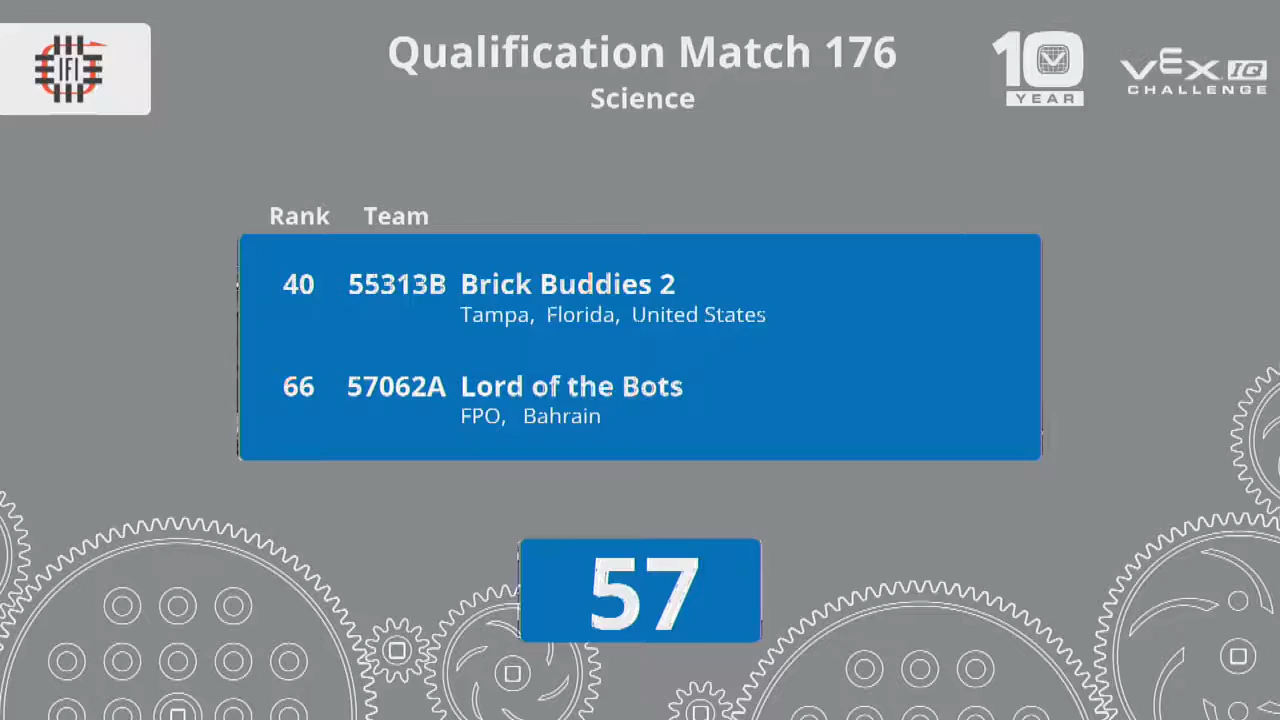 IFI
Qualification Match 176
Science
10
YEAR
VEX IQ
CHALLENGE
Rank Team
40 55313B Brick Buddies 2
Tampa, Florida, United States
66 57062A Lord of the Bots
FPO, Bahrain
57